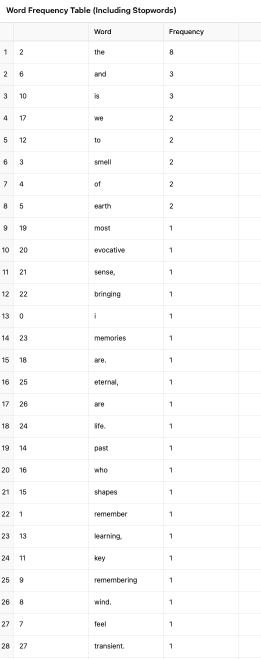 Word Frequency Table (Including Stopwords)
Word Frequency
1 2 the 8
2 6 and 3
3 10 is 3
4 17 we 2
5 12 to 2
6 3 smell 2
7 4 of 2
8 5 earth 2
9 19 most 1
10 20 evocative 1
11 21 sense, 1
12 22 bringing 1
13 0 i 1
14 23 memories 1
15 18 are. 1
16 25 eternal, 1
17 26 are 1
18 24 life. 1
19 14 past 1
20 16 who 1
21 15 shapes 1
22 1 remember 1
23 13 learning, 1
24 11 key 1
25 9 remembering 1
26 8 wind. 1
27 7 feel 1
28 27 transient. 1